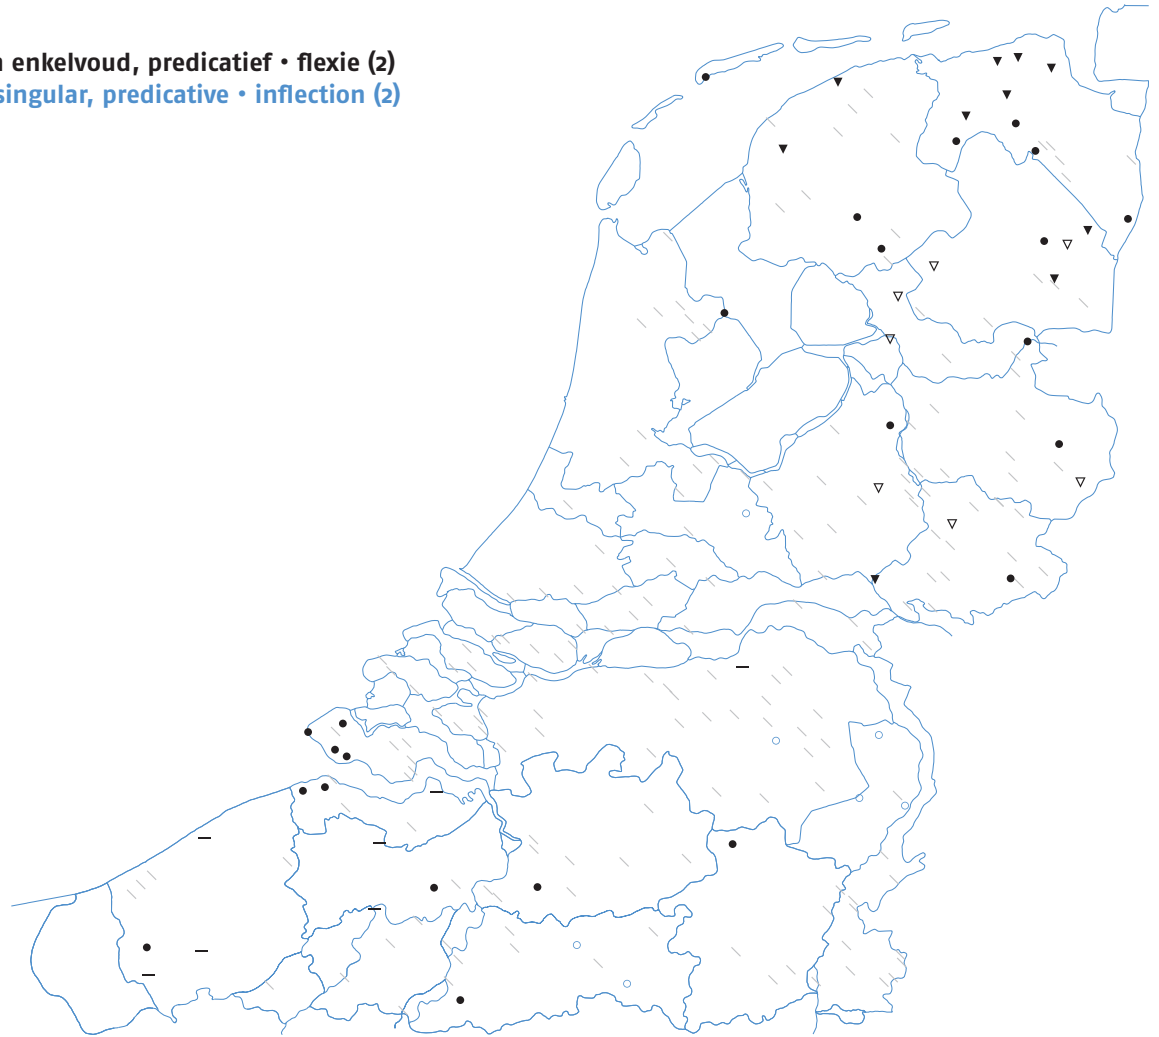 enkelvoud, predicatief • flexie (2)
singular, predicative • inflection (2)